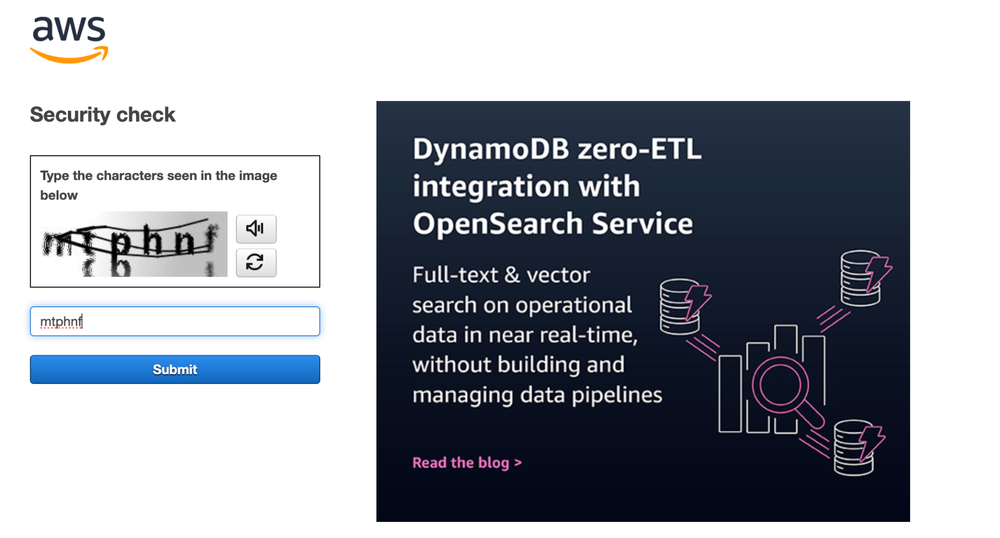 aws
Security check
Type the characters seen in the image
below
mtphnf
Submit
DynamoDB zero-ETL
integration with
OpenSearch Service
Full-text & vector
search on operational
data in near real-time,
without building and
managing data pipelines
Read the blog >